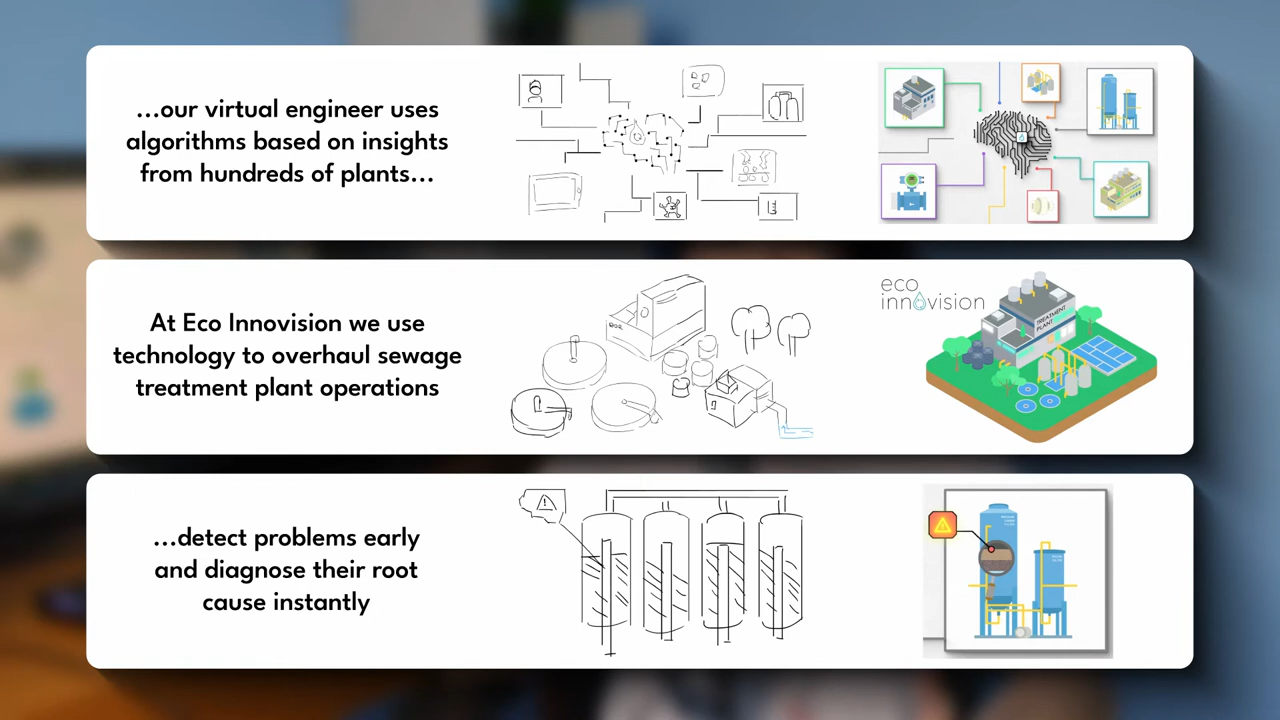 ...our virtual engineer uses
algorithms based on insights
from hundreds of plants...
At Eco Innovision we use
technology to overhaul sewage
treatment plant operations
eco
innovision
TREATMENT
PLANT
...detect problems early
and diagnose their root
cause instantly